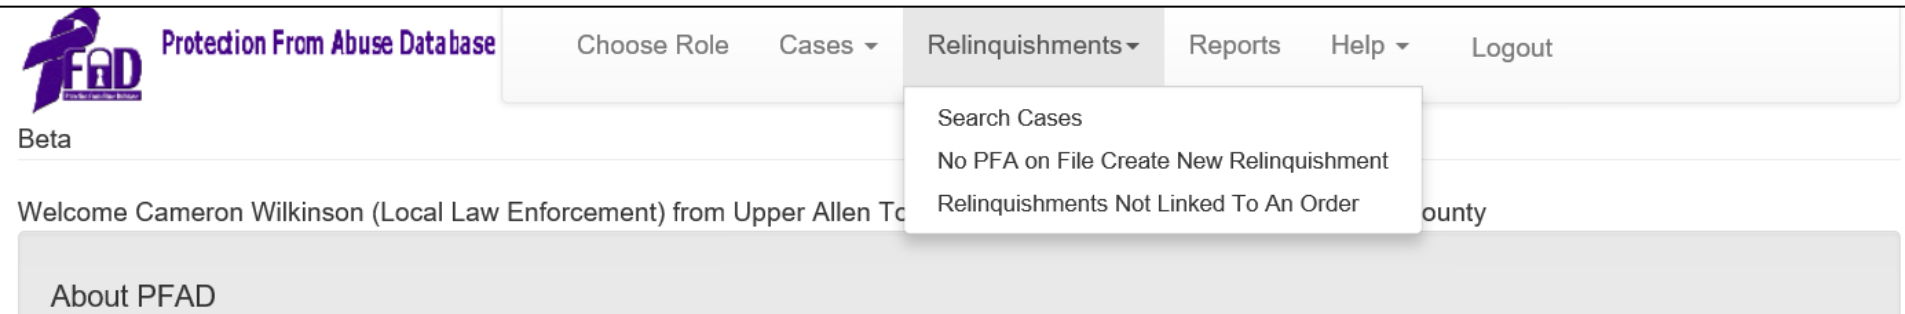 PFAD
Protection From Abuse Database
Choose Role
Cases
Relinquishments
Reports
Help
Logout
Search Cases
No PFA on File Create New Relinquishment
Relinquishments Not Linked To An Order
Beta
Welcome Cameron Wilkinson (Local Law Enforcement) from Upper Allen To ounty
About PFAD